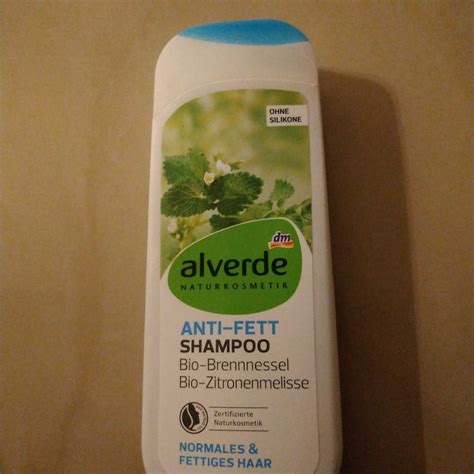 OHNE
SILIKONE
dm
alverde
NATURKOSMETIK
ANTI-FETT
SHAMPOO
Bio-Brennnessel
Bio-Zitronenmelisse
Zertifizierte
Naturkosmetik
NORMALES &
FETTIGES HAAR